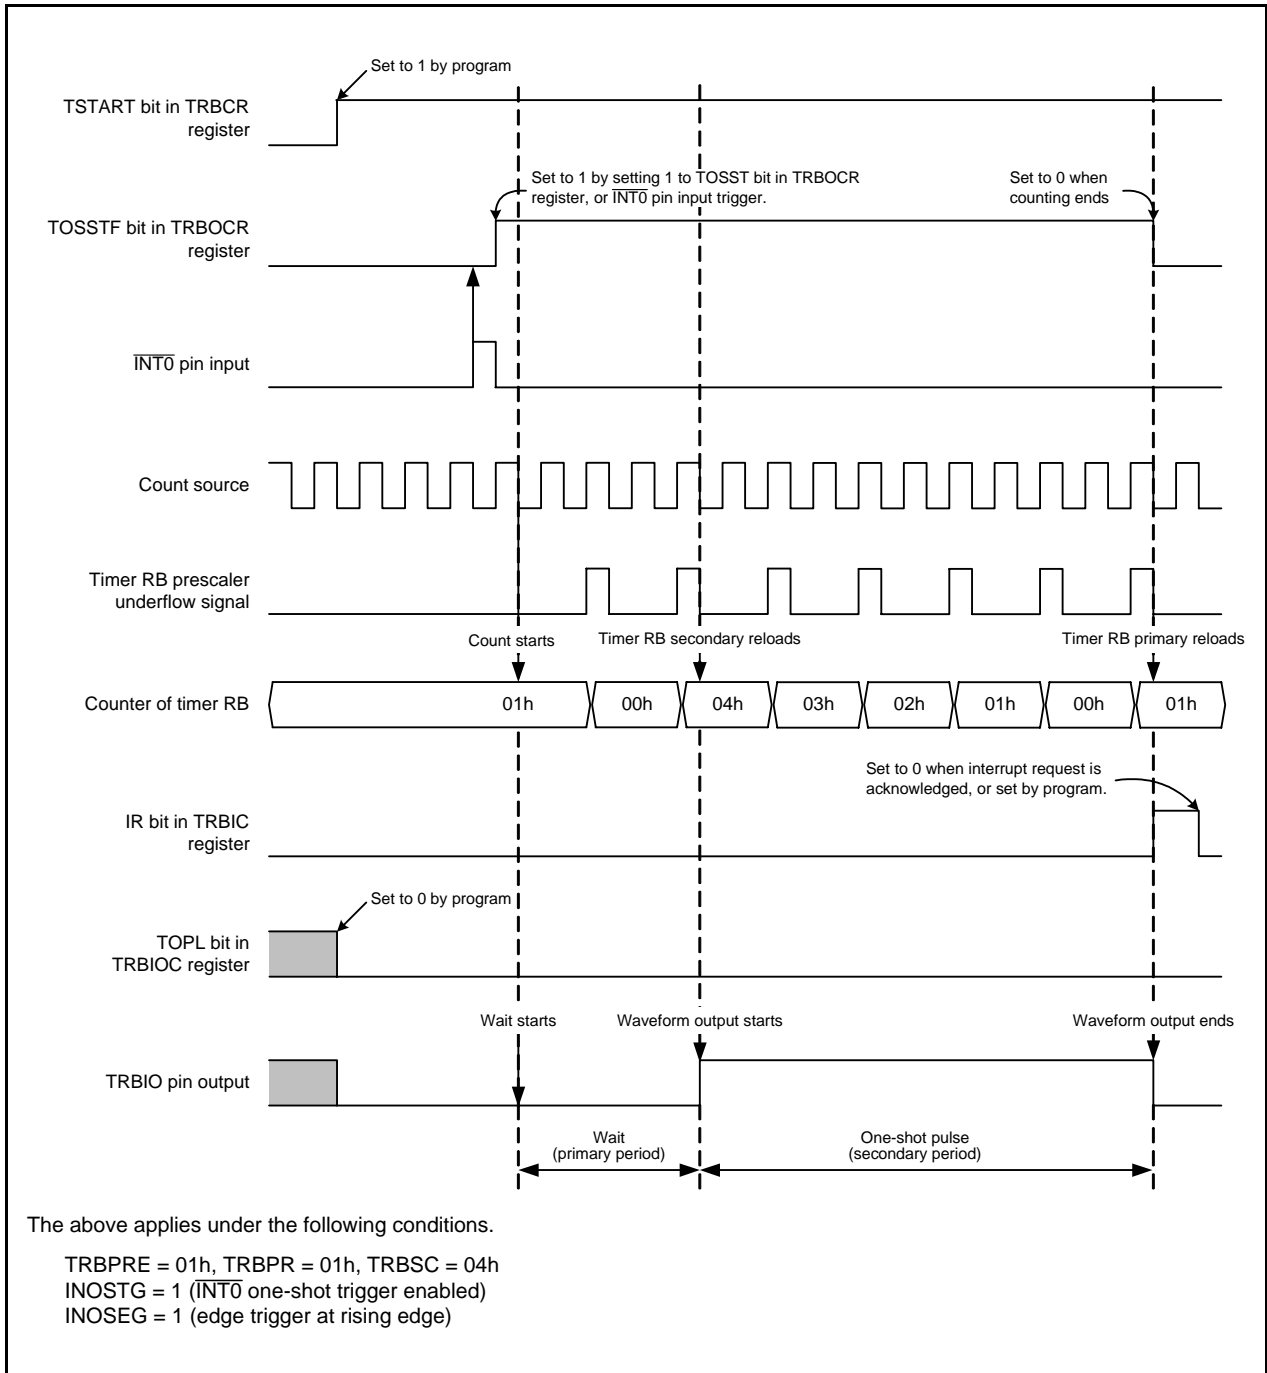 Set to 1 by program
TSTART bit in TRBCR
register
Set to 1 by setting 1 to TOSST bit in TRBOCR
register, or INT0 pin input trigger.
Set to 0 when
counting ends
TOSSTF bit in TRBOCR
register
INT0 pin input
Count source
Timer RB prescaler
underflow signal
Count starts
Timer RB secondary reloads
Timer RB primary reloads
Counter of timer RB
01h 00h 04h 03h 02h 01h 00h 01h
Set to 0 when interrupt request is
acknowledged, or set by program.
IR bit in TRBIC
register
Set to 0 by program
TOPL bit in
TRBIOC register
Wait starts
Waveform output starts
Waveform output ends
TRBIO pin output
Wait
(primary period)
One-shot pulse
(secondary period)
The above applies under the following conditions.
TRBPRE = 01h, TRBPR = 01h, TRBSC = 04h
INOSTG = 1 (INT0 one-shot trigger enabled)
INOSEG = 1 (edge trigger at rising edge)